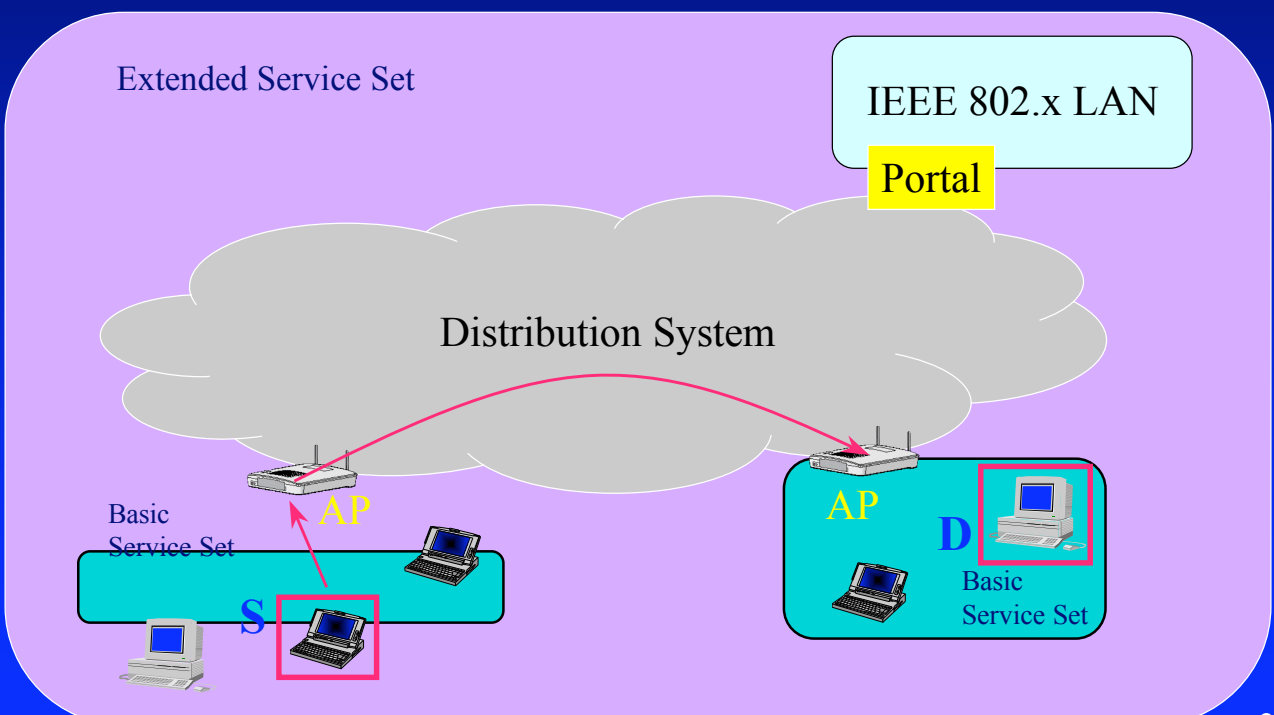 Extended Service Set
IEEE 802.x LAN
Portal
Distribution System
AP
Basic
Service Set
S
AP
D
Basic
Service Set